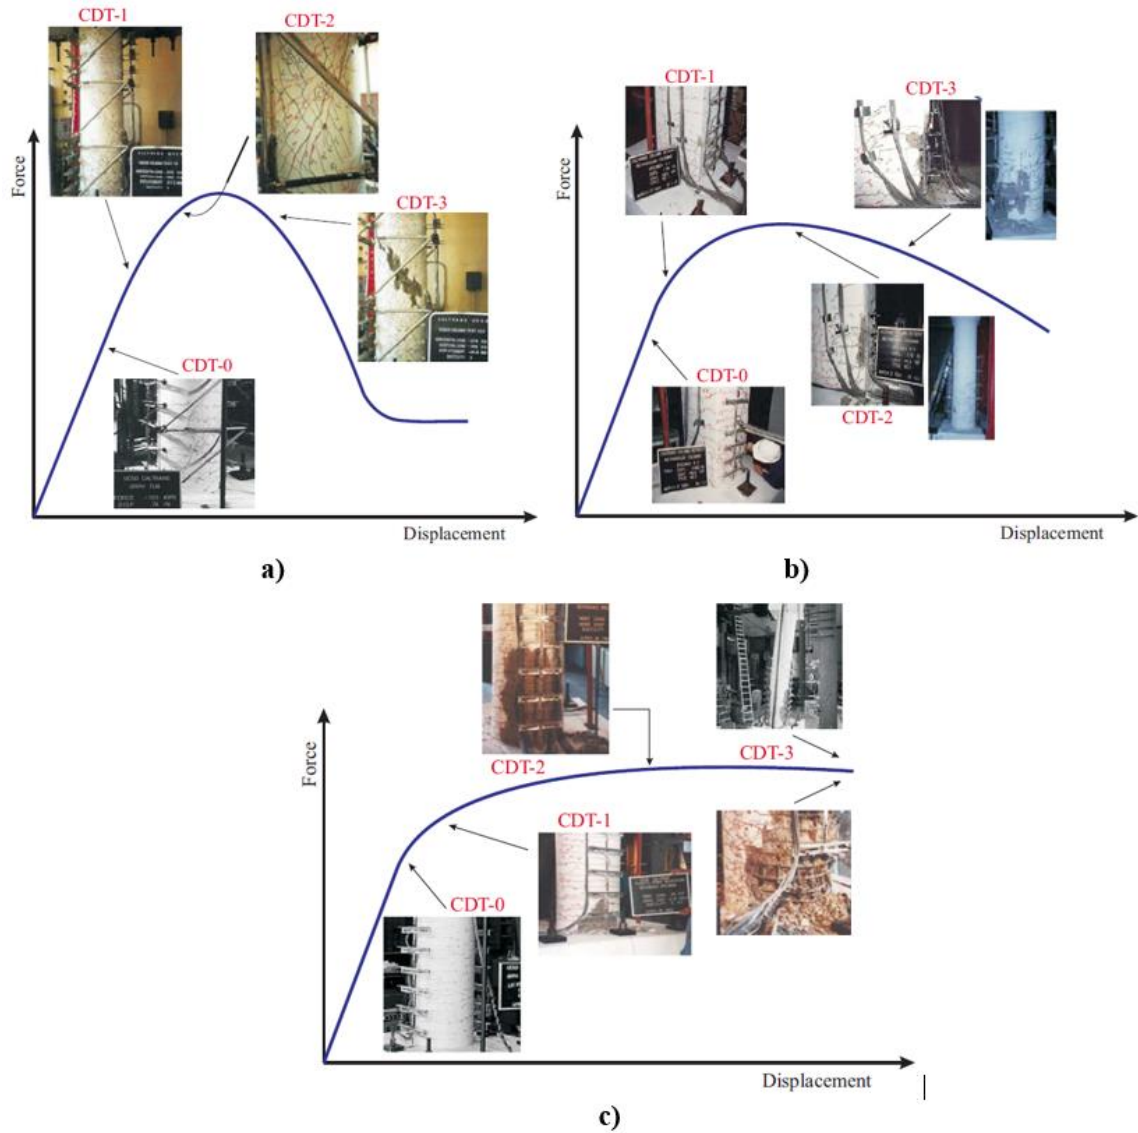 CDT-1
CDT-2
CDT-3
CDT-0
Force
Displacement
a)
CDT-1
CDT-3
CDT-0
CDT-2
Force
Displacement
b)
CDT-2
CDT-3
CDT-1
CDT-0
Force
Displacement
c)